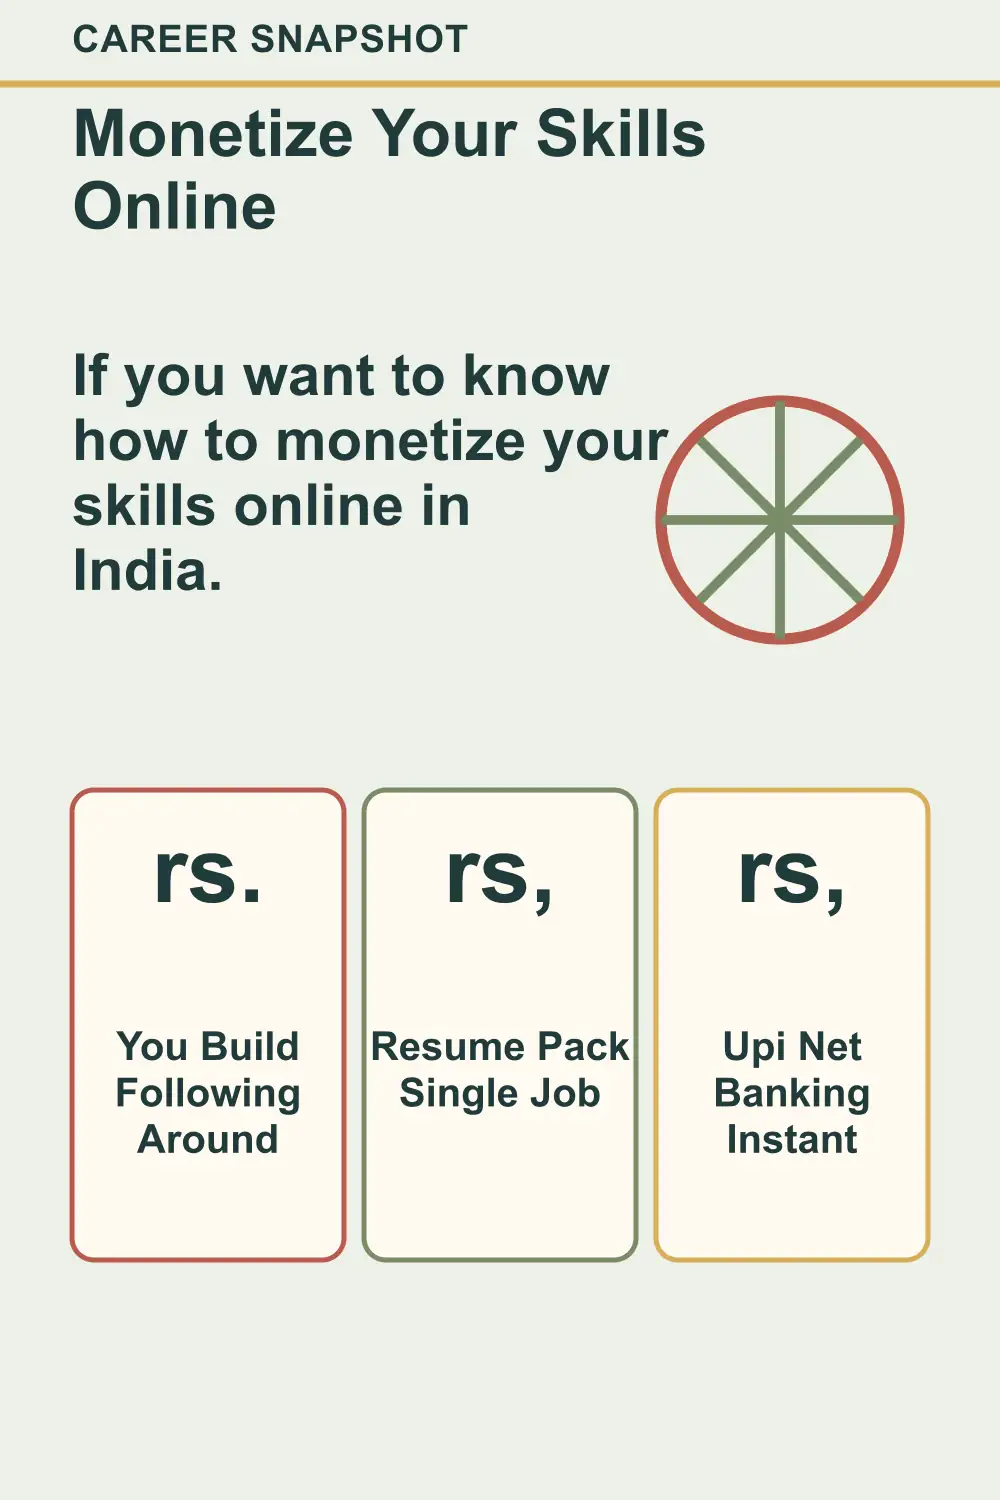 CAREER SNAPSHOT
Monetize Your Skills
Online
If you want to know
how to monetize your
skills online in
India.
rs.
You Build
Following
Around
rs,
Resume Pack
Single Job
rs,
Upi Net
Banking
Instant